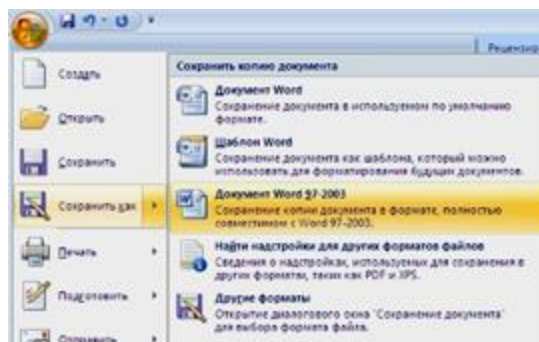 Рецензир
Создать
Открыть
Сохранить
Сохранить как
Печать
Подготовить
Отправить
Сохранить копию документа
Документ Word
Сохранение документа в используемом по умолчанию
формате.
Шаблон Word
Сохранение документа как шаблона, который можно
использовать для форматирования будущих документов.
Документ Word 97-2003
Сохранение копии документа в формате, полностью
совместимом с Word 97-2003.
Найти надстройки для других форматов файлов
Сведения о надстройках, используемых для сохранения в
других форматах, таких как PDF и XPS.
Другие форматы
Открытие диалогового окна 'Сохранение документа'
для выбора формата файла.